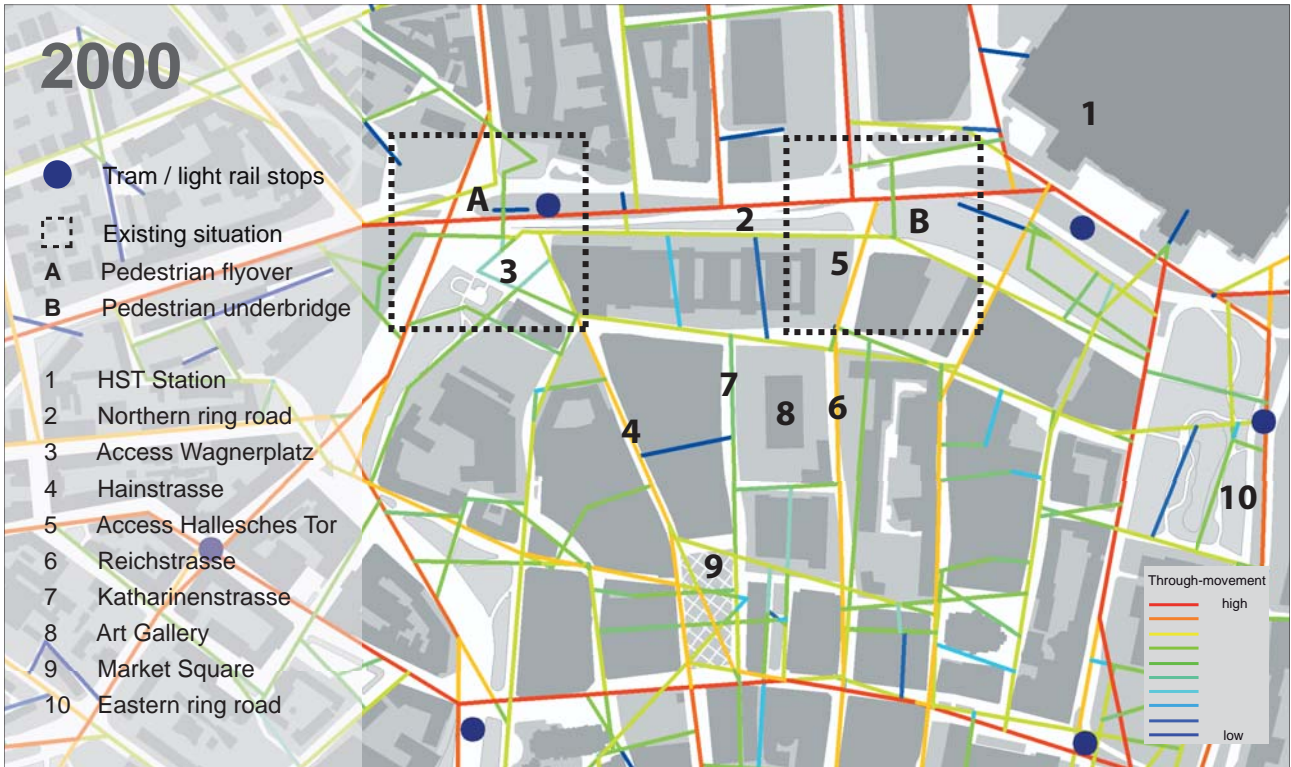 2000
Tram / light rail stops
Existing situation
A Pedestrian flyover
B Pedestrian underbridge
1 HST Station
2 Northern ring road
3 Access Wagnerplatz
4 Hainstrasse
5 Access Hallesches Tor
6 Reichstrasse
7 Katharinenstrasse
8 Art Gallery
9 Market Square
10 Eastern ring road
1
A
2
B
3
5
7
8
6
4
10
9
Through-movement
high
low